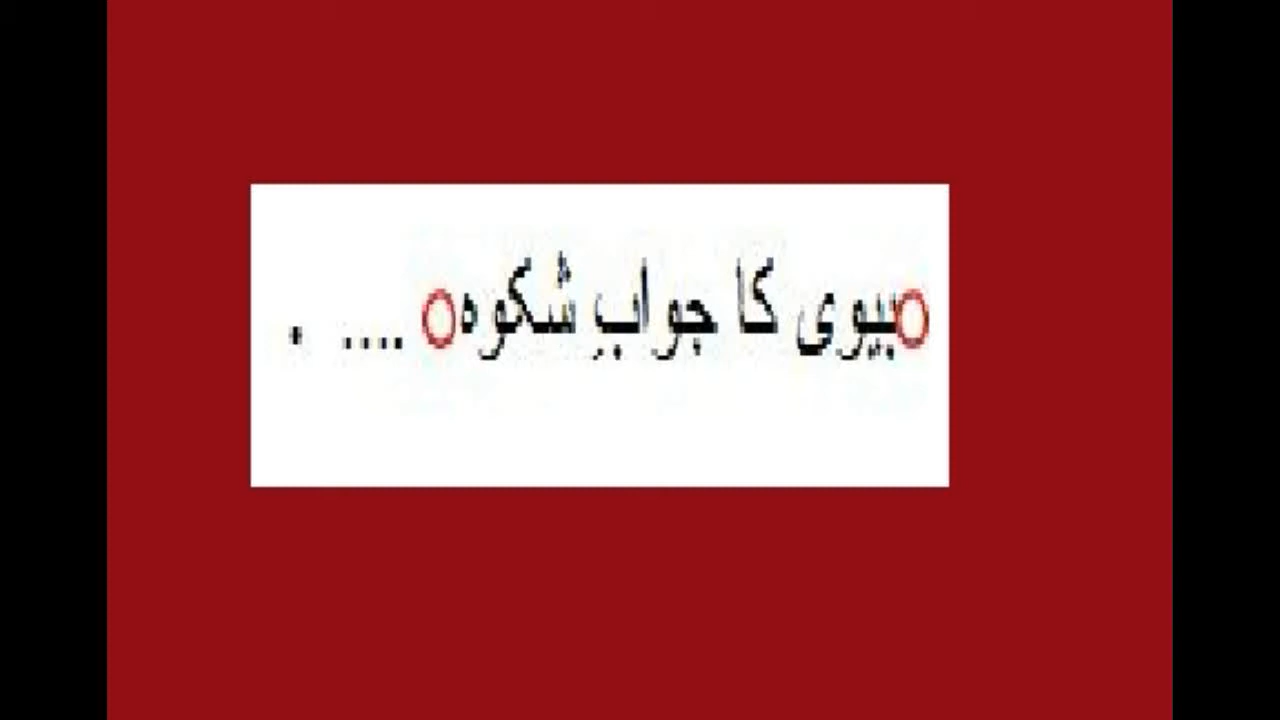 ○بیوی کا جوابِ شکوہ○ .... .